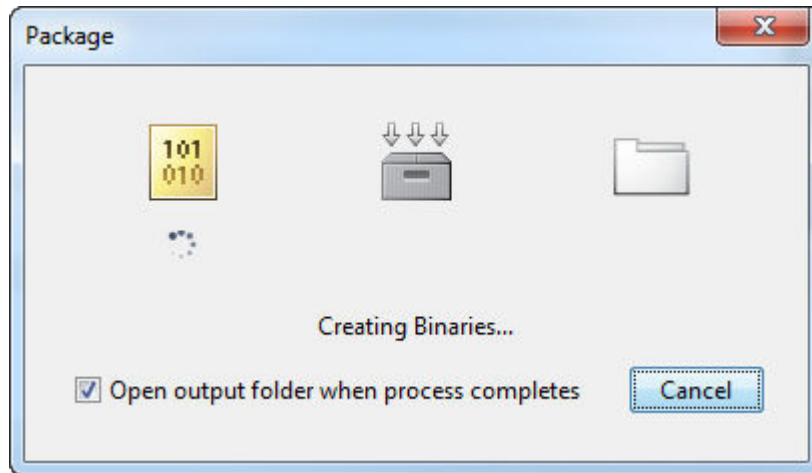 Package
101
010
Creating Binaries...
Open output folder when process completes
Cancel